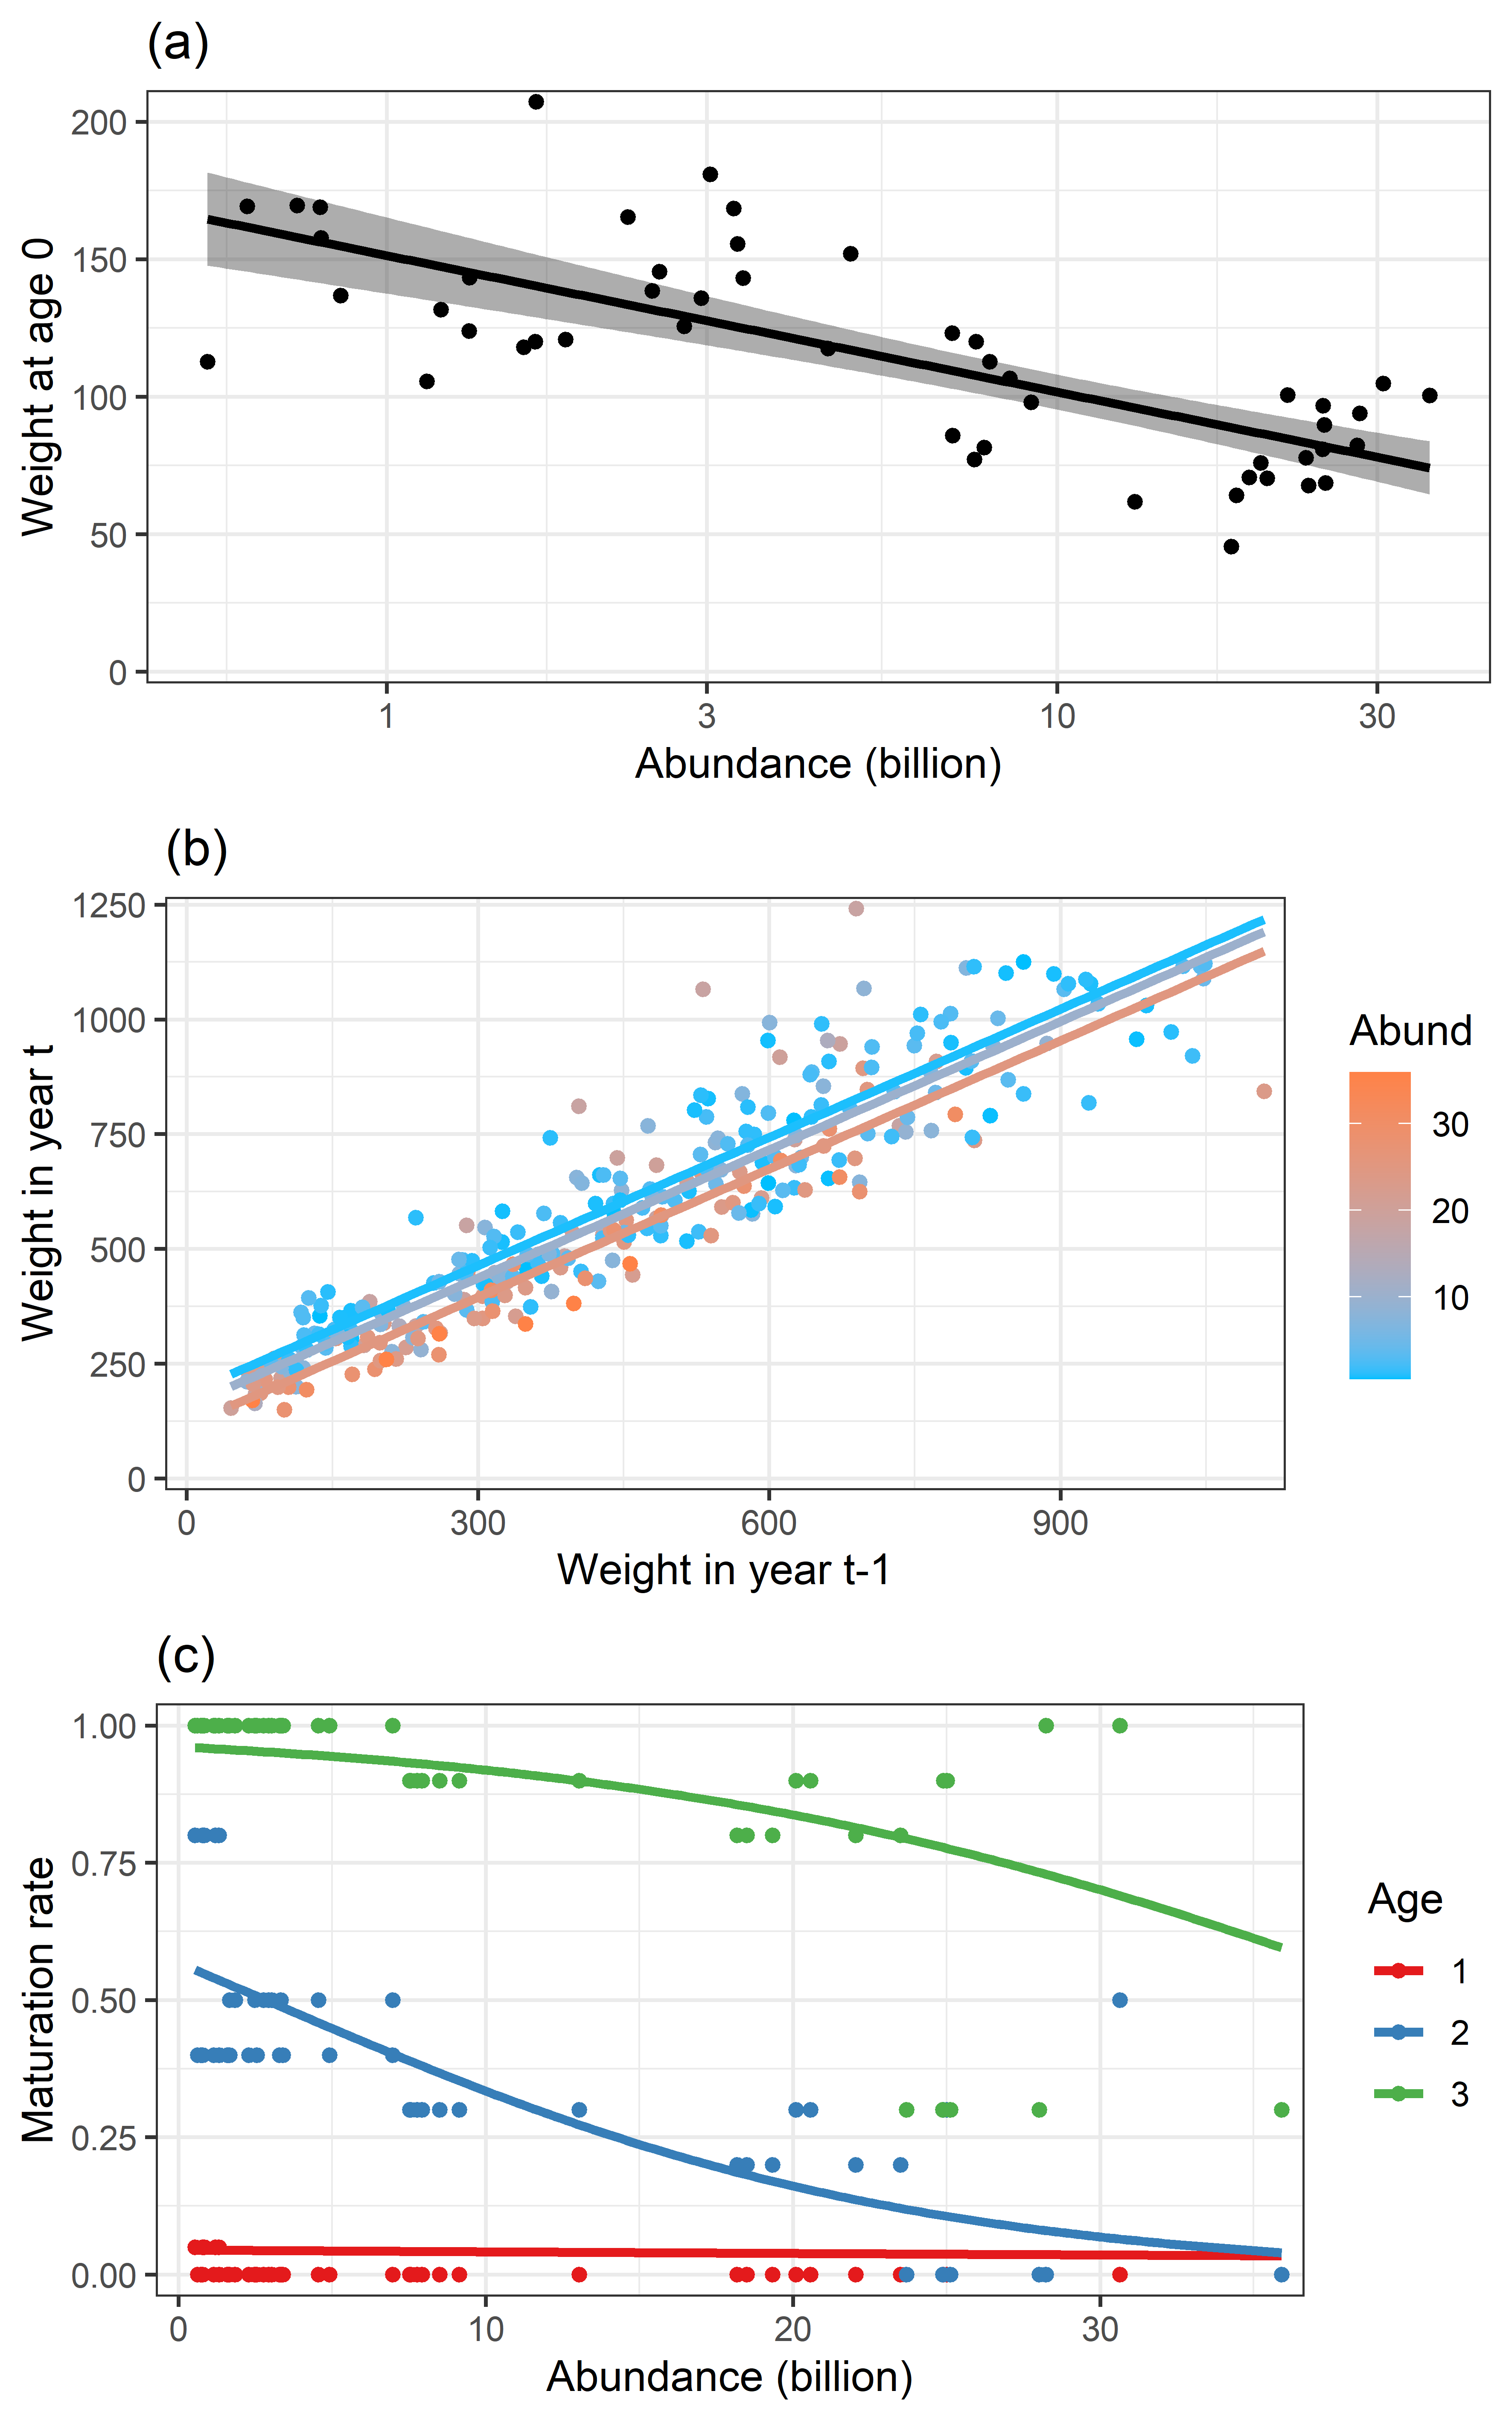 (a)
Weight at age 0
200
150
100
50
0
1 3 10 30
Abundance (billion)
(b)
Weight in year t
1250
1000
750
500
250
0
0 300 600 900
Weight in year t-1
Abund
30
20
10
(c)
Maturation rate
1.00
0.75
0.50
0.25
0.00
0 10 20 30
Abundance (billion)
Age
1
2
3